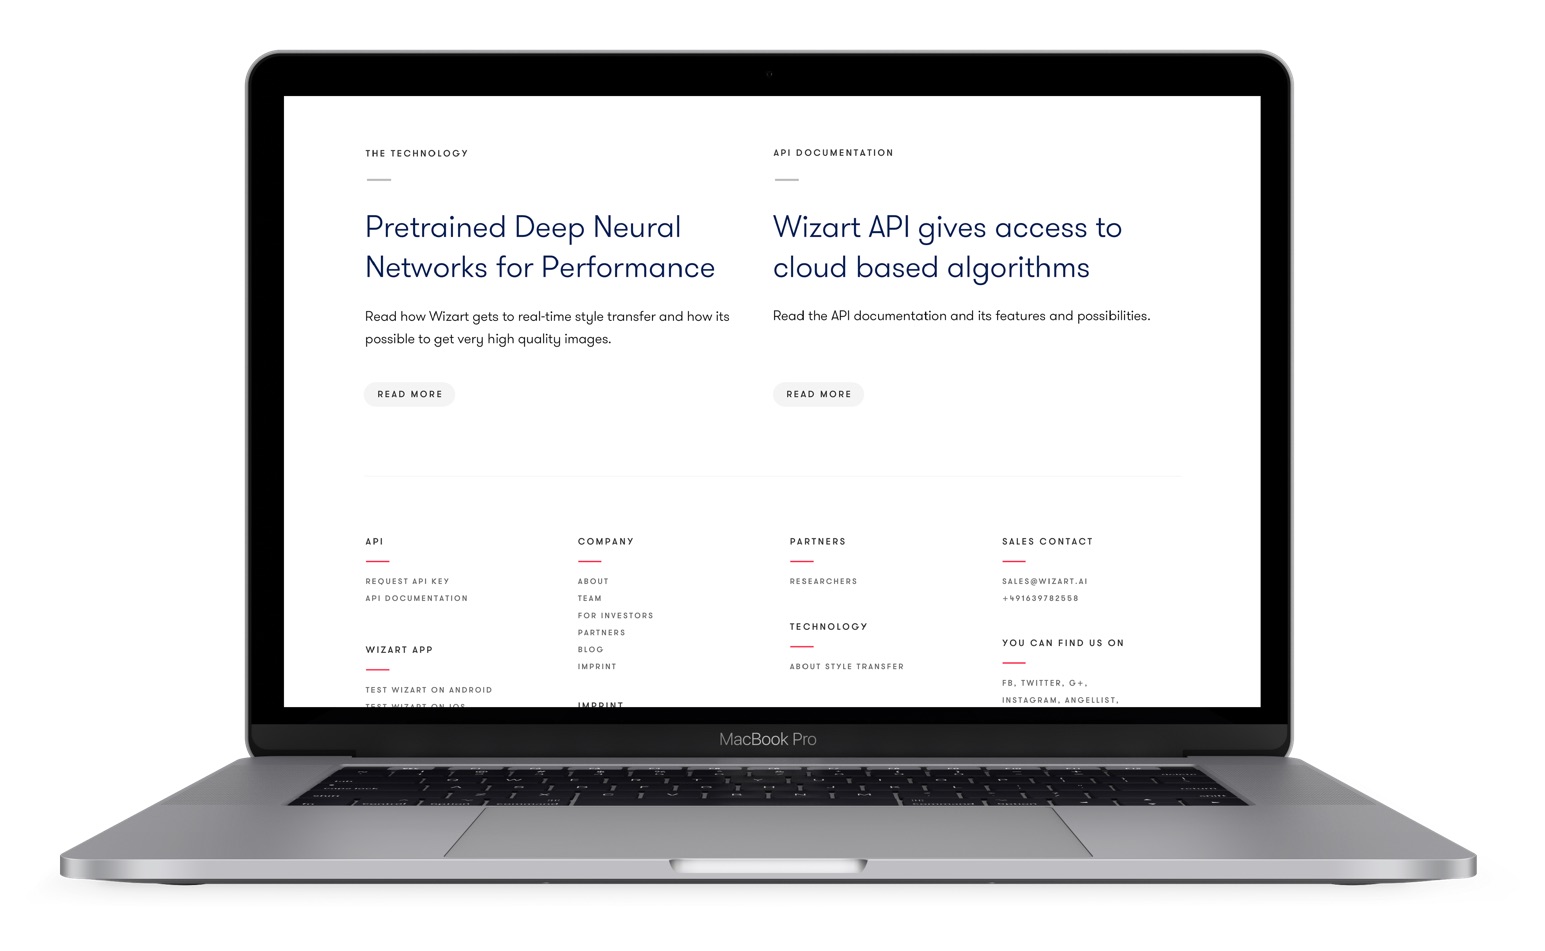 THE TECHNOLOGY
Pretrained Deep Neural
Networks for Performance
Read how Wizart gets to real-time style transfer and how its
possible to get very high quality images.
READ MORE
API DOCUMENTATION
Wizart API gives access to
cloud based algorithms
Read the API documentation and its features and possibilities.
READ MORE
API
REQUEST API KEY
API DOCUMENTATION
WIZART APP
TEST WIZART ON ANDROID
TEST WIZART ON IOS
COMPANY
ABOUT
TEAM
FOR INVESTORS
PARTNERS
BLOG
IMPRINT
IMPRINT
PARTNERS
RESEARCHERS
TECHNOLOGY
ABOUT STYLE TRANSFER
SALES CONTACT
SALES@WIZART.AI
+491639782558
YOU CAN FIND US ON
FB, TWITTER, G+,
INSTAGRAM, ANGELLIST,
MacBook Pro